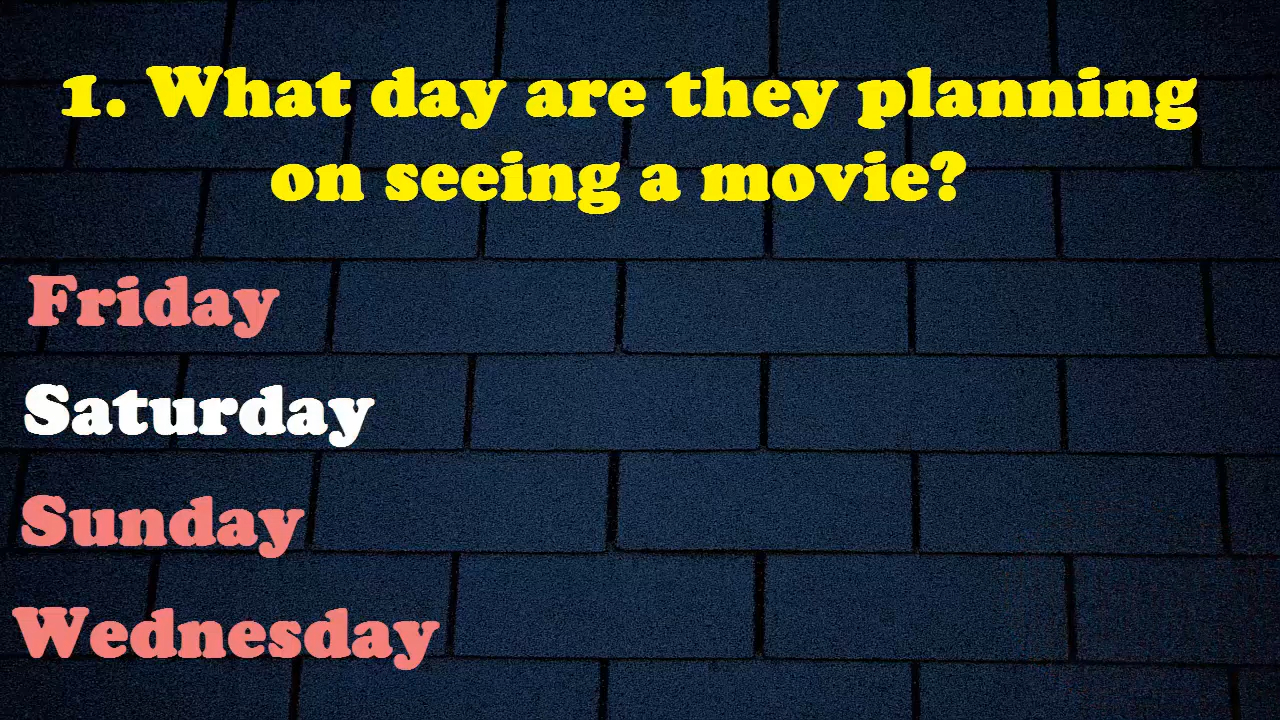 1. What day are they planning
on seeing a movie?
Friday
Saturday
Sunday
Wednesday